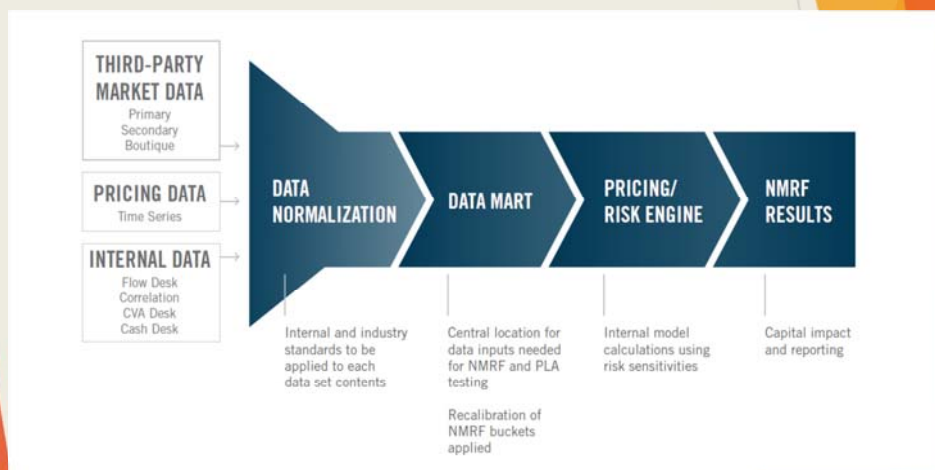 THIRD-PARTY
MARKET DATA
Primary
Secondary
Boutique
PRICING DATA
Time Series
INTERNAL DATA
Flow Desk
Correlation
CVA Desk
Cash Desk
DATA
NORMALIZATION
DATA MART
PRICING/
RISK ENGINE
NMRF
RESULTS
Internal and industry
standards to be
applied to each
data set contents
Central location for
data inputs needed
for NMRF and PLA
testing
Recalibration of
NMRF buckets
applied
Internal model
calculations using
risk sensitivities
Capital impact
and reporting